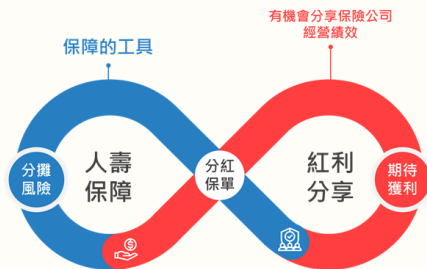 有機會分享保險公司
經營績效
保障的工具
分攤
風險
人壽
保障
分紅
保單
紅利
分享
期待
獲利
$